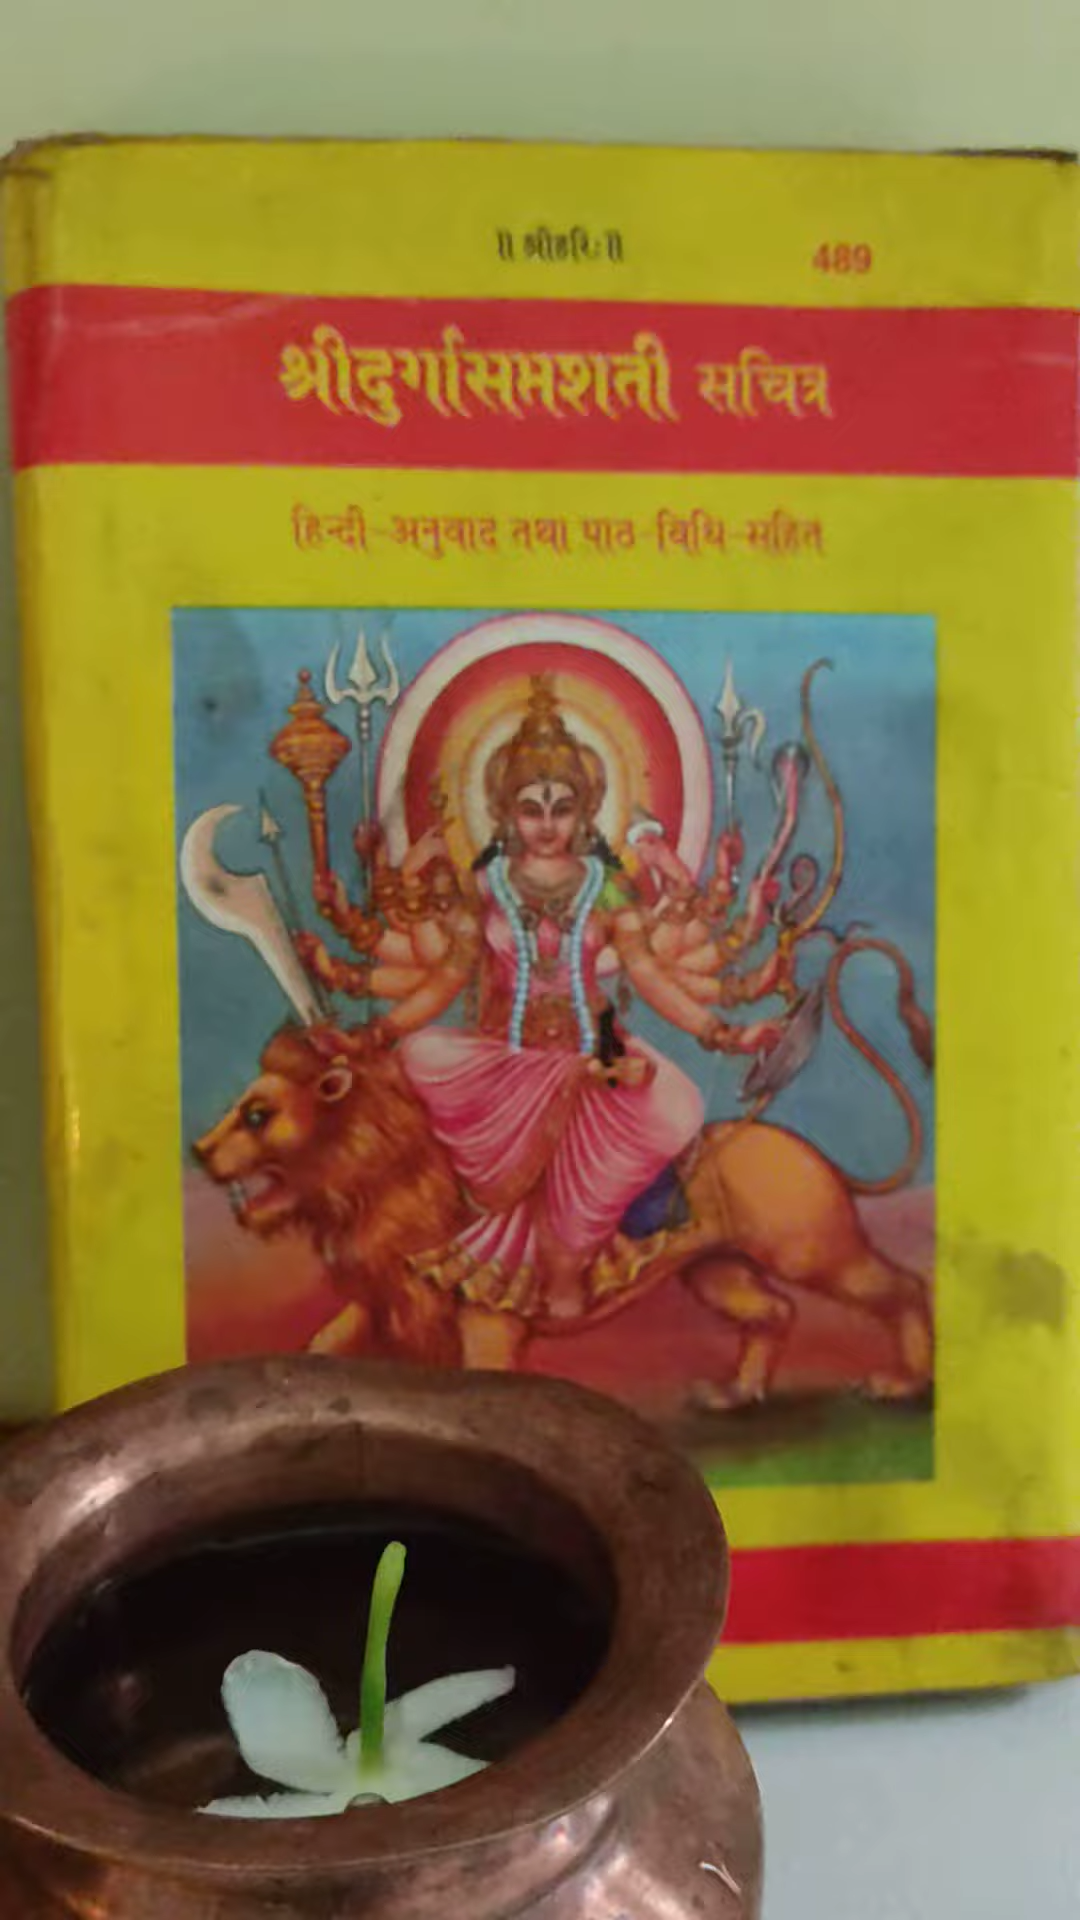 ॥ श्रीहरिः॥
489
श्रीदुर्गासप्तशती सचित्र
हिन्दी-अनुवाद तथा पाठ-विधि-सहित